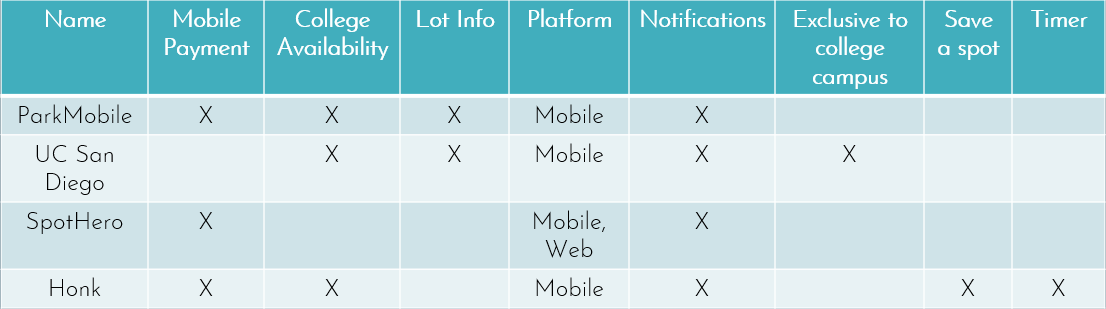 Name Mobile Payment College Availability Lot Info Platform Notifications Exclusive to college campus Save a spot Timer
ParkMobile X X X Mobile X
UC San Diego X X Mobile X X
SpotHero X Mobile, Web X
Honk X X Mobile X X X